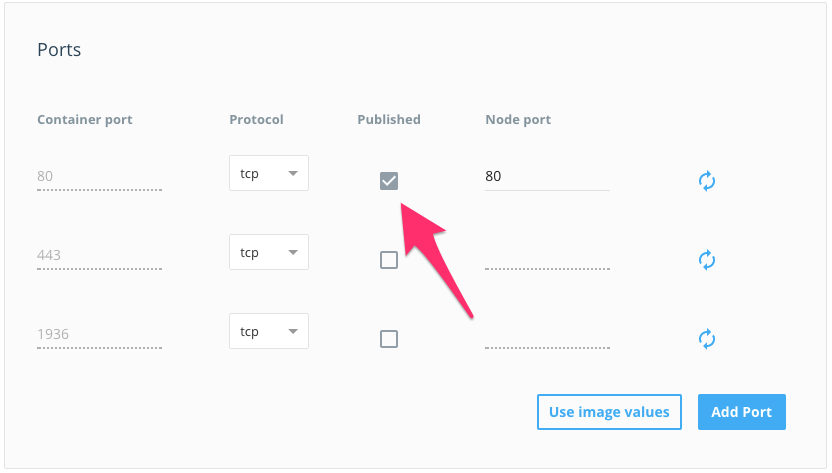 Ports
Container port Protocol Published Node port
80 tcp 80
443 tcp
1936 tcp
Use image values Add Port